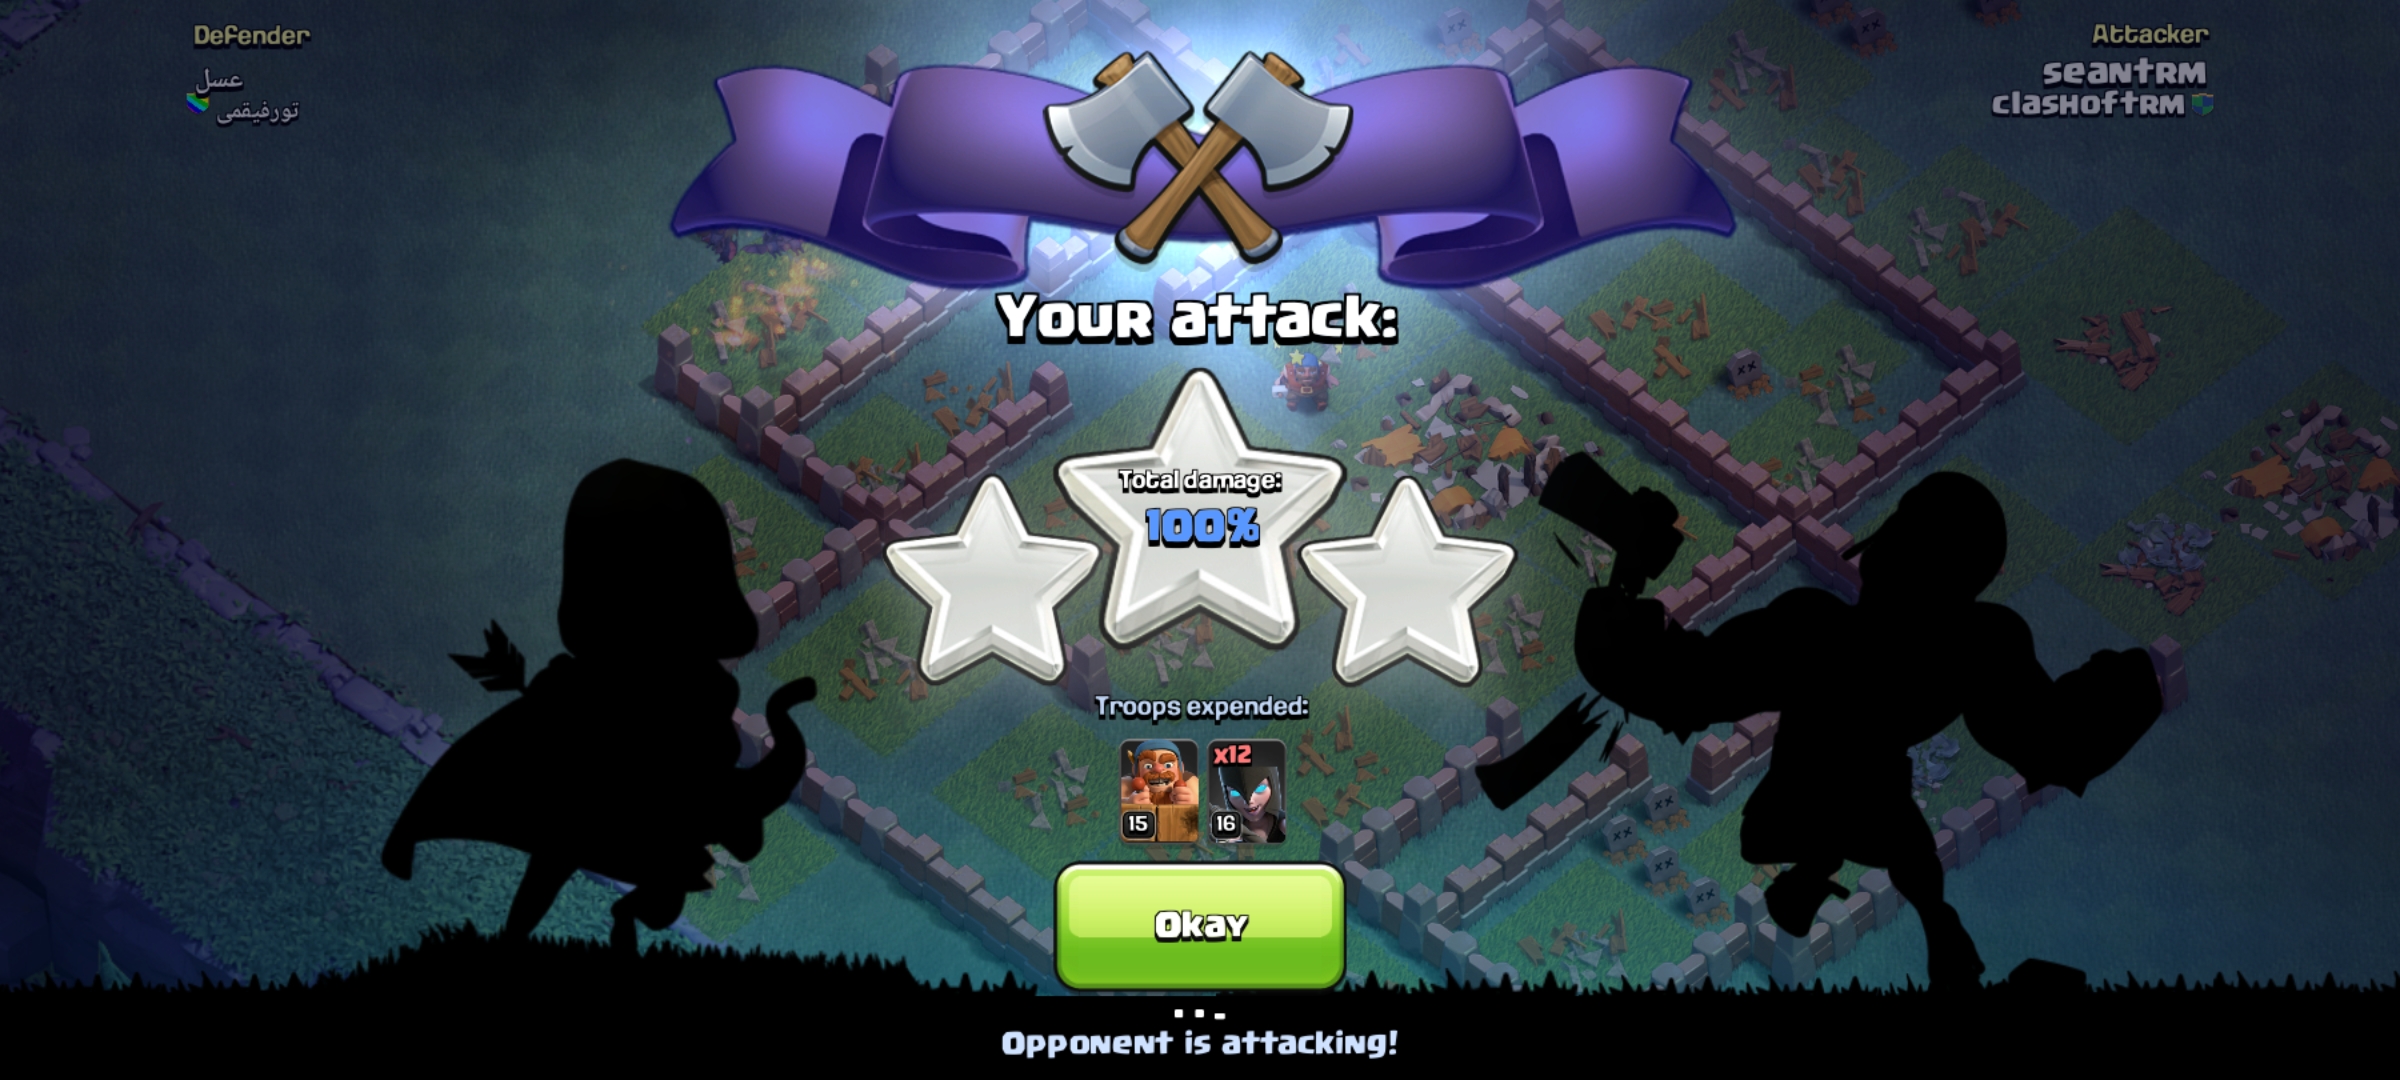 Defender
عسل
تورفيقمى
Attacker
seantRM
clashoftRM
Your attack:
Total damage:
100%
Troops expended:
x12
15
16
Okay
Opponent is attacking!